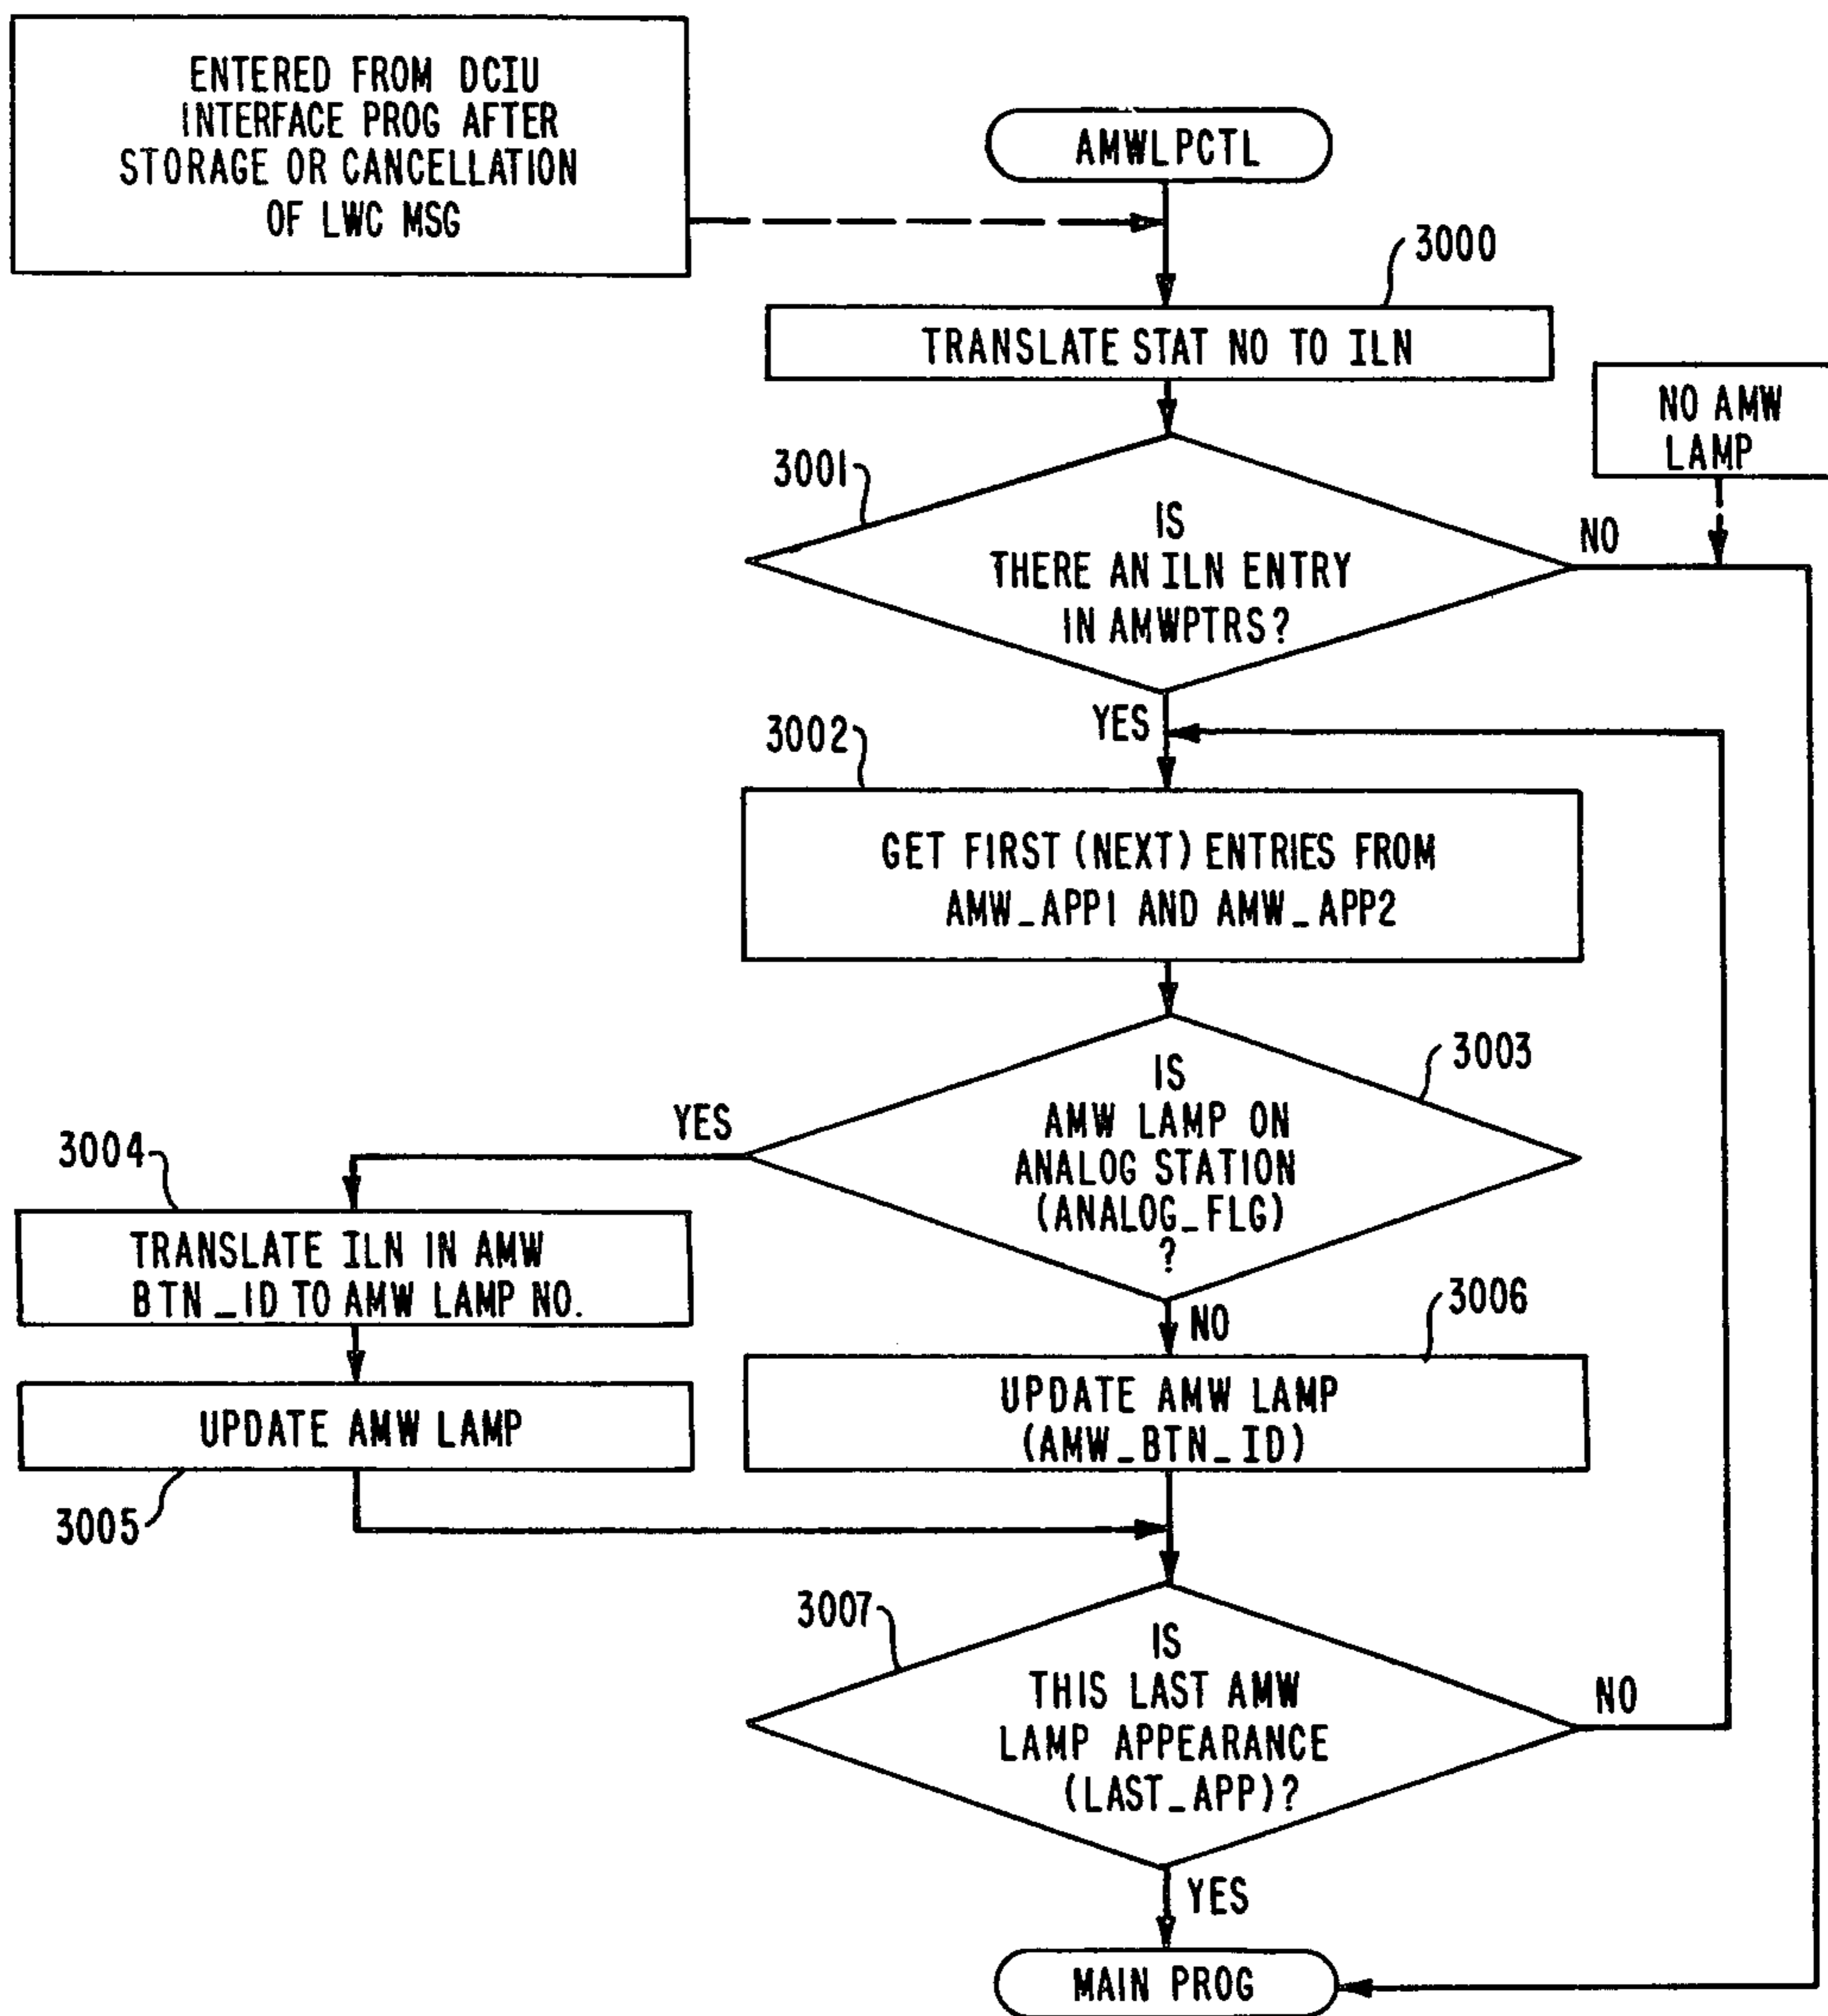 ENTERED FROM DCIU
INTERFACE PROG AFTER
STORAGE OR CANCELLATION
OF LWC MSG
AMWLPCTL
3000
TRANSLATE STAT NO TO ILN
NO AMW
LAMP
3001
IS
THERE AN ILN ENTRY
IN AMWPTRS?
NO
YES
3002
GET FIRST (NEXT) ENTRIES FROM
AMW_APP1 AND AMW_APP2
3003
IS
AMW LAMP ON
ANALOG STATION
(ANALOG_FLG)
?
YES
3004
TRANSLATE ILN IN AMW
BTN_ID TO AMW LAMP NO.
NO
3006
UPDATE AMW LAMP
3005
UPDATE AMW LAMP
(AMW_BTN_ID)
3007
IS
THIS LAST AMW
LAMP APPEARANCE
(LAST_APP)?
NO
YES
MAIN PROG